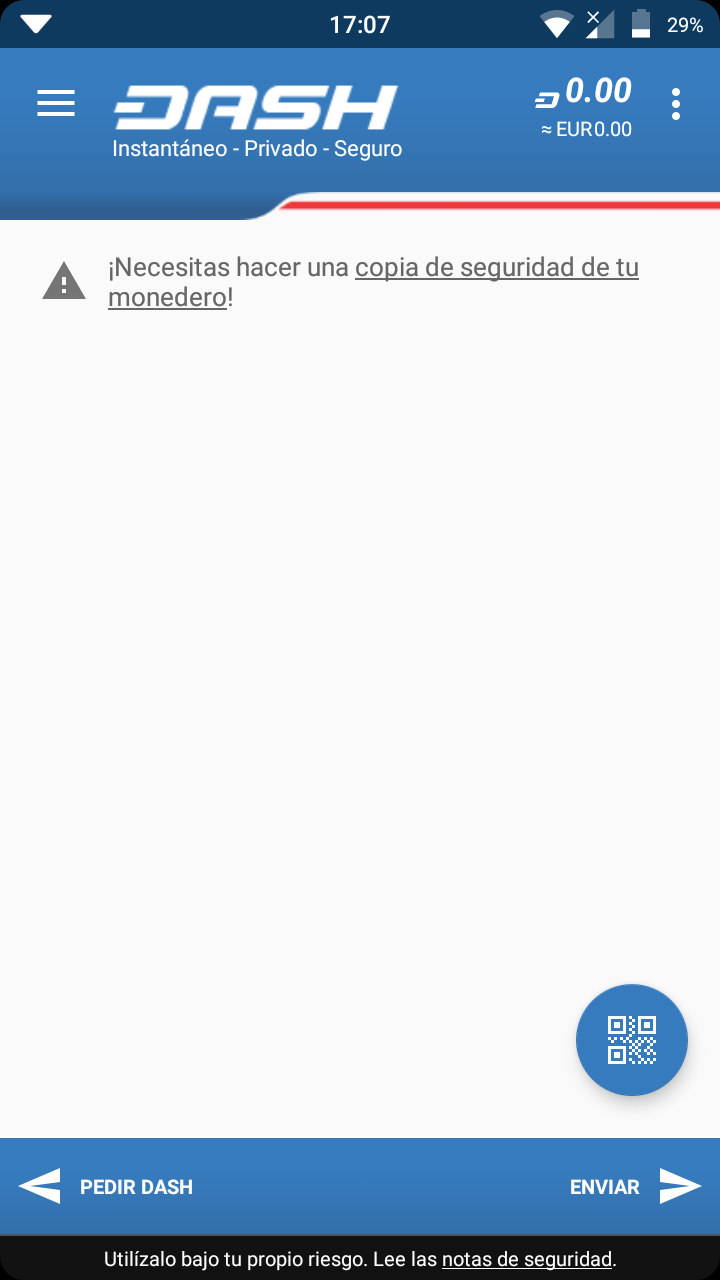 17:07
29%
DASH
0.00
Instantáneo - Privado - Seguro
≈ EUR0.00
¡Necesitas hacer una copia de seguridad de tu
monedero!
PEDIR DASH
ENVIAR
Utilízalo bajo tu propio riesgo. Lee las notas de seguridad.